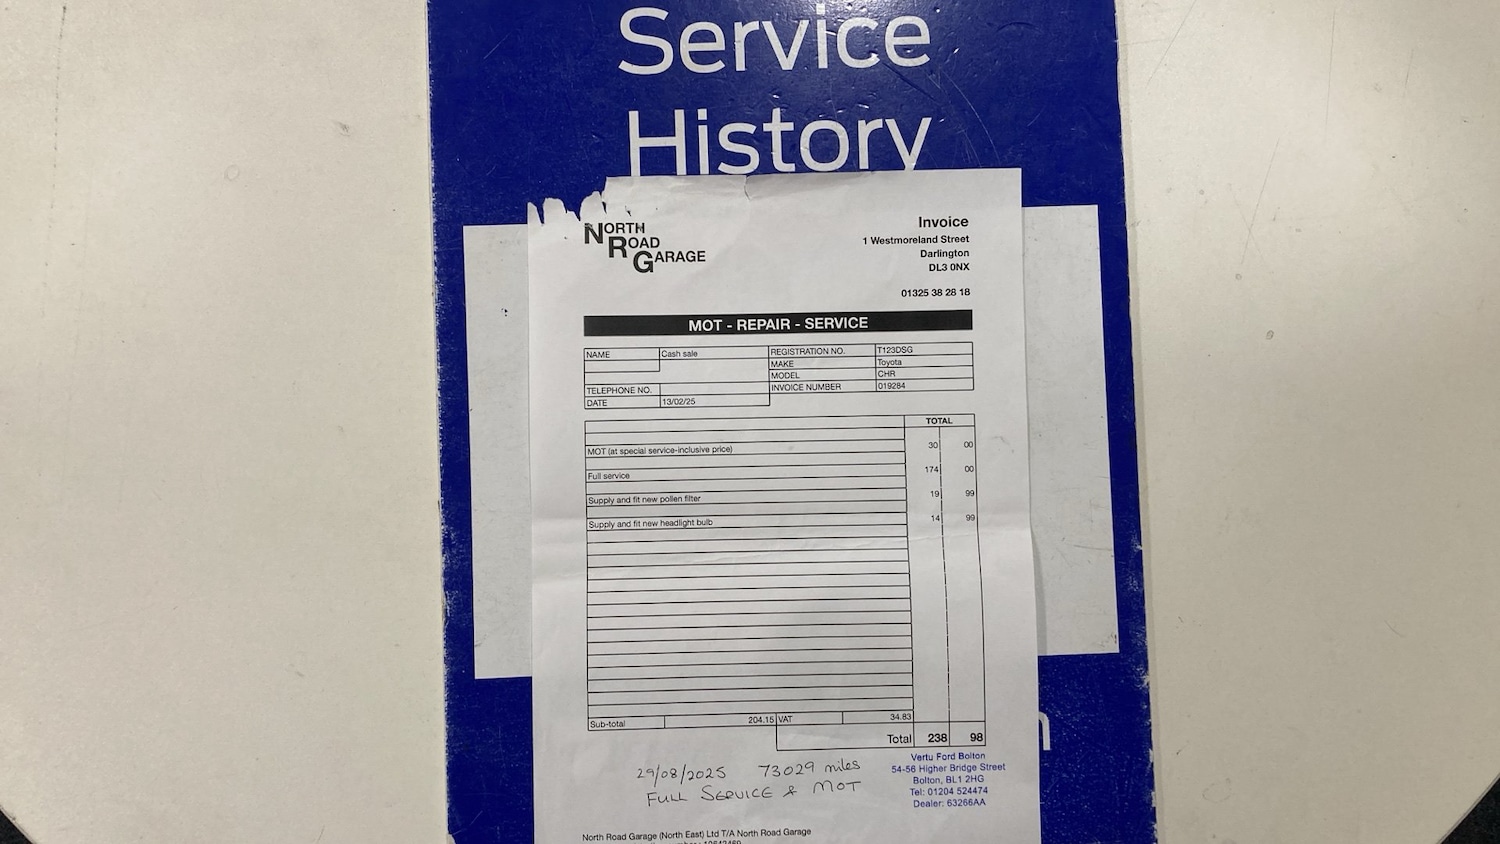 Service
History
NORTH
ROAD
GARAGE
Invoice
1 Westmoreland Street
Darlington
DL3 0NX
01325 38 28 18
MOT - REPAIR - SERVICE
NAME Cash sale
REGISTRATION NO. T123DSG
MAKE Toyota
MODEL CHR
TELEPHONE NO.
INVOICE NUMBER 019284
DATE 13/02/25
TOTAL
MOT (at special service-inclusive price) 30 00
Full service 174 00
Supply and fit new pollen filter 19 99
Supply and fit new headlight bulb 14 99
Sub-total 204.15 VAT 34.83
Total 238 98
29/08/2025 73029 miles
FULL SERVICE & MOT
Vertu Ford Bolton
54-56 Higher Bridge Street
Bolton, BL1 2HG
Tel: 01204 524474
Dealer: 63266AA
North Road Garage (North East) Ltd T/A North Road Garage